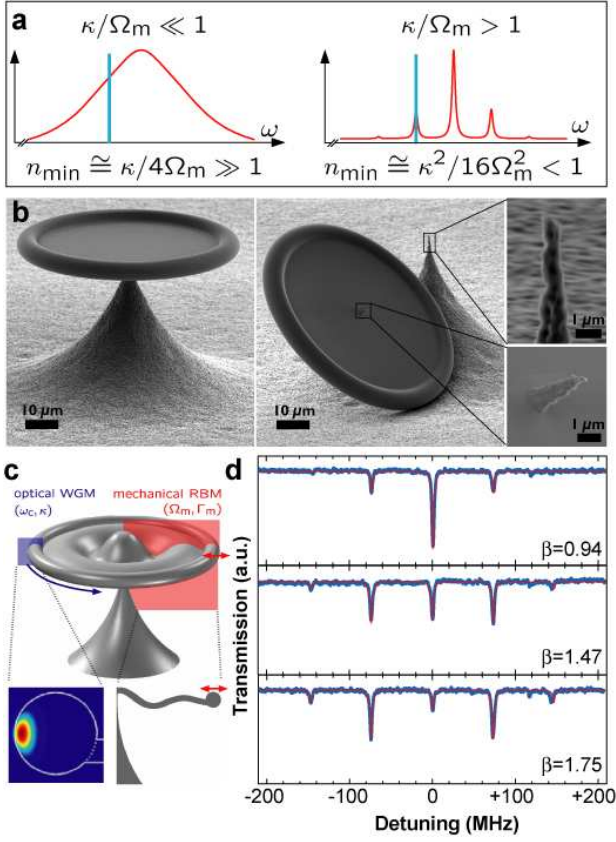 a
κ/Ωm ≪ 1
κ/Ωm > 1
ω
ω
nmin ≅ κ/4Ωm ≫ 1
nmin ≅ κ²/16Ω²m < 1
b
10 μm
10 μm
1 μm
1 μm
c
optical WGM
(ωc, κ)
mechanical RBM
(Ωm, Γm)
d
Transmission (a.u.)
β=0.94
β=1.47
β=1.75
-200 -100 0 +100 +200
Detuning (MHz)